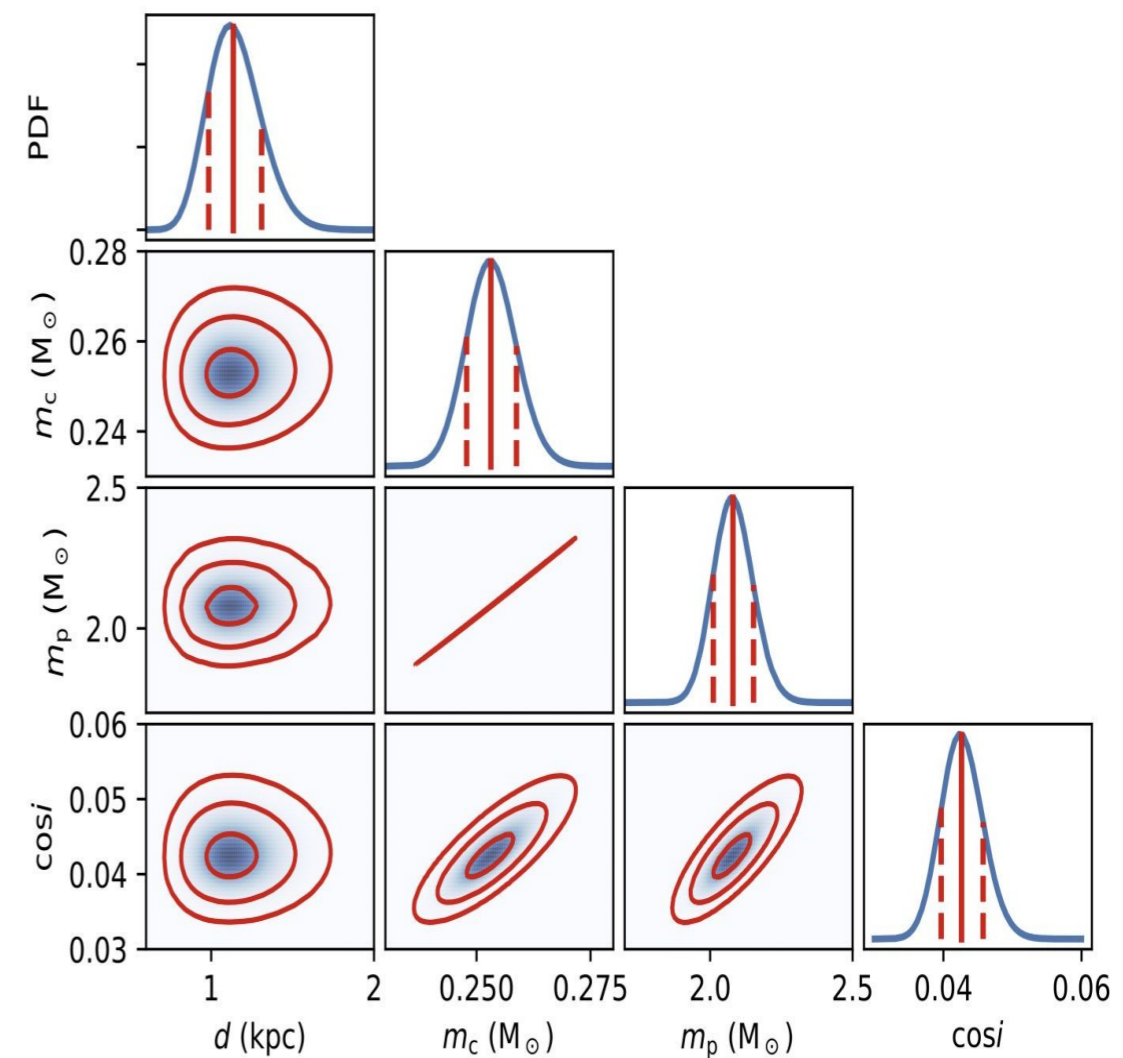 PDF
0.28
0.26
0.24
m_c (M_⊙)
2.5
2.0
m_p (M_⊙)
0.06
0.05
0.04
0.03
cosi
1 2 0.250 0.275 2.0 2.5 0.04 0.06
d (kpc) m_c (M_⊙) m_p (M_⊙) cosi